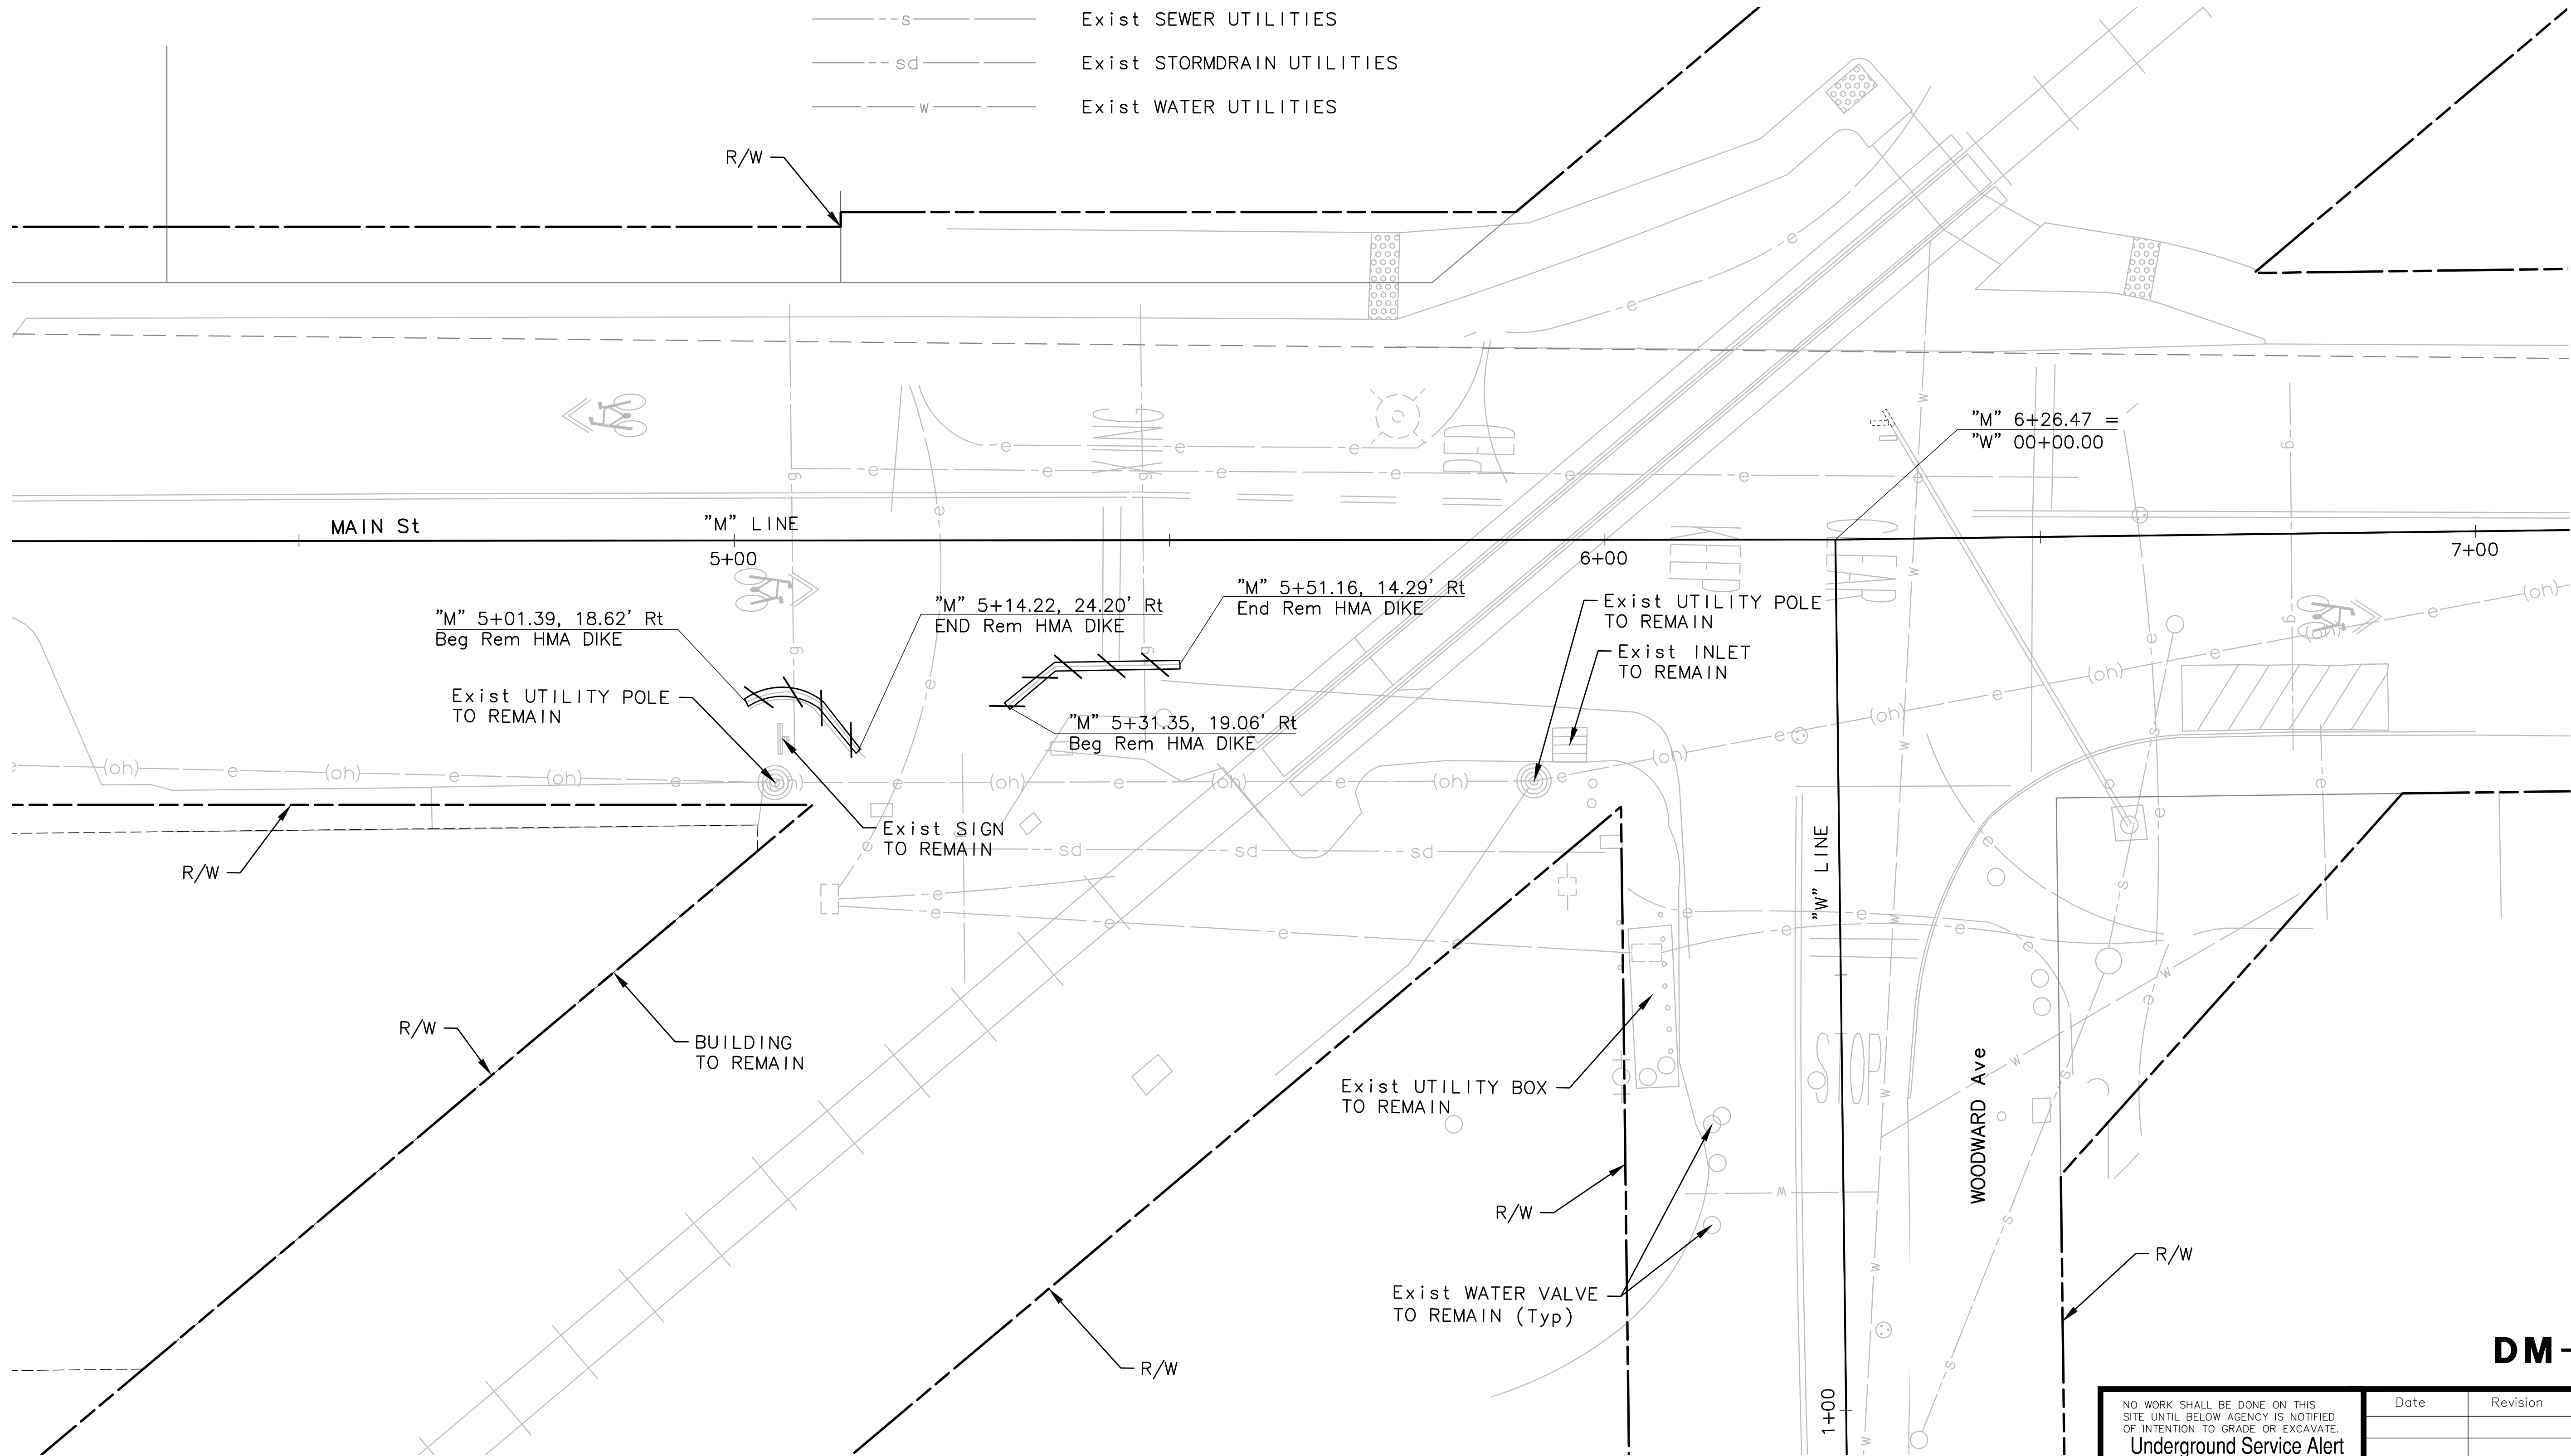 s Exist SEWER UTILITIES
sd Exist STORMDRAIN UTILITIES
w Exist WATER UTILITIES
R/W
"M" 6+26.47 =
"W" 00+00.00
MAIN St
"M" LINE
5+00
6+00
7+00
"M" 5+01.39, 18.62' Rt
Beg Rem HMA DIKE
"M" 5+14.22, 24.20' Rt
END Rem HMA DIKE
"M" 5+51.16, 14.29' Rt
End Rem HMA DIKE
Exist UTILITY POLE
TO REMAIN
Exist INLET
TO REMAIN
Exist UTILITY POLE
TO REMAIN
"M" 5+31.35, 19.06' Rt
Beg Rem HMA DIKE
Exist SIGN
TO REMAIN
R/W
"W" LINE
R/W
BUILDING
TO REMAIN
Exist UTILITY BOX
TO REMAIN
STOP
WOODWARD Ave
R/W
R/W
Exist WATER VALVE
TO REMAIN (Typ)
R/W
1+00
DM-
NO WORK SHALL BE DONE ON THIS
SITE UNTIL BELOW AGENCY IS NOTIFIED
OF INTENTION TO GRADE OR EXCAVATE.
Underground Service Alert
Date Revision